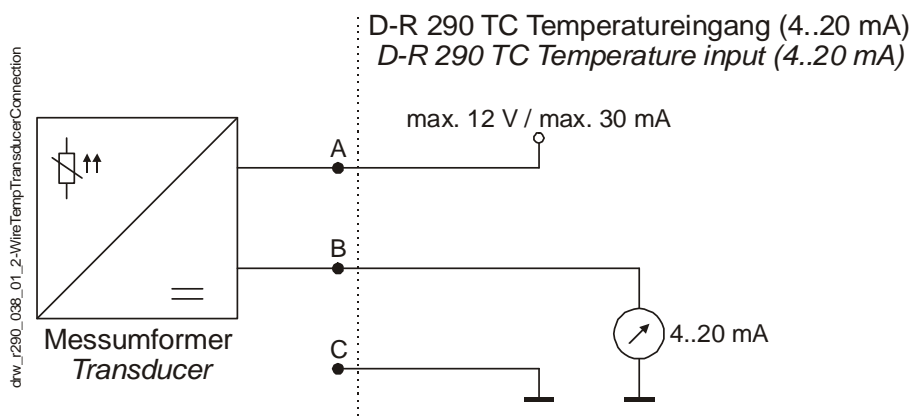 D-R 290 TC Temperatureingang (4..20 mA)
D-R 290 TC Temperature input (4..20 mA)
max. 12 V / max. 30 mA
A
B
4..20 mA
C
Messumformer
Transducer
drw_r290_038_01_2-WireTempTransducerConnection